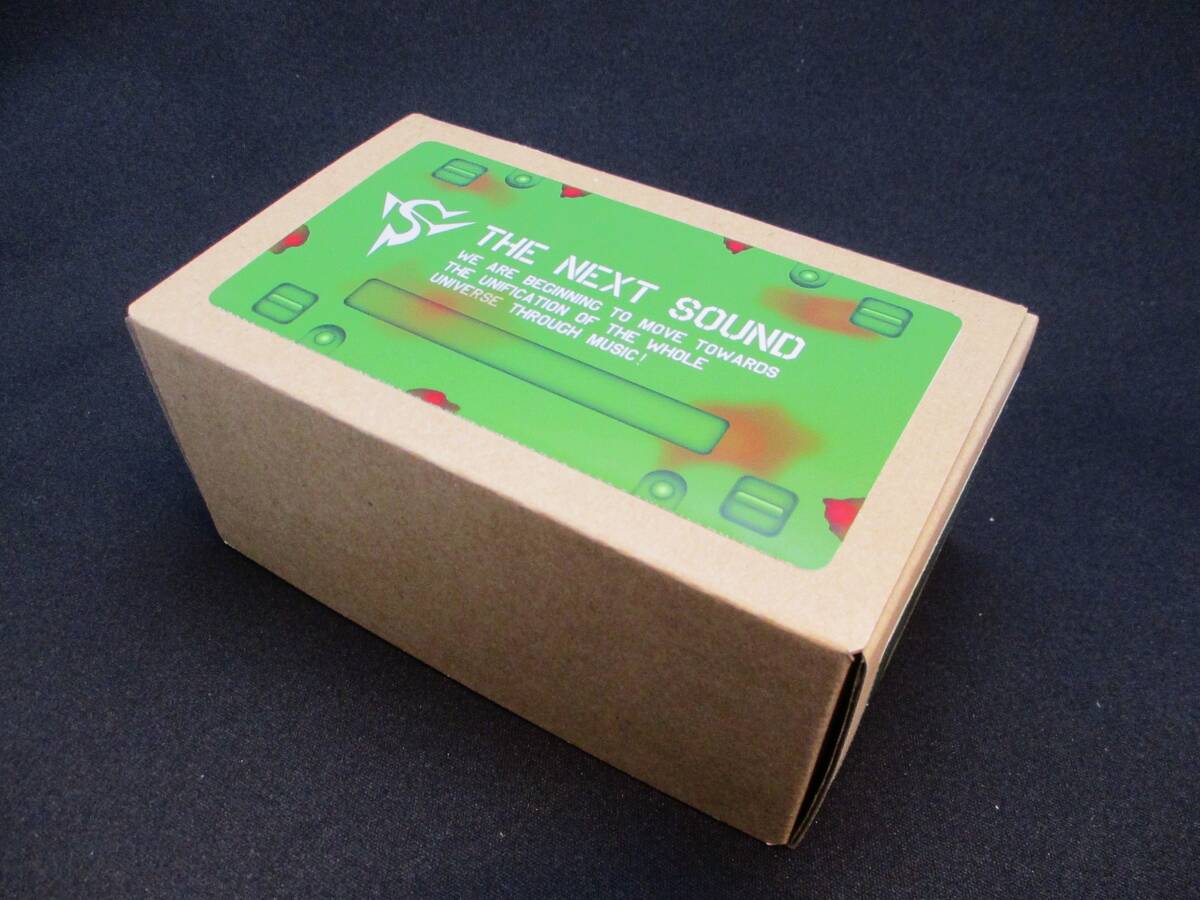 THE NEXT SOUND
WE ARE BEGINNING TO MOVE TOWARDS
THE UNIFICATION OF THE WHOLE
UNIVERSE THROUGH MUSIC!